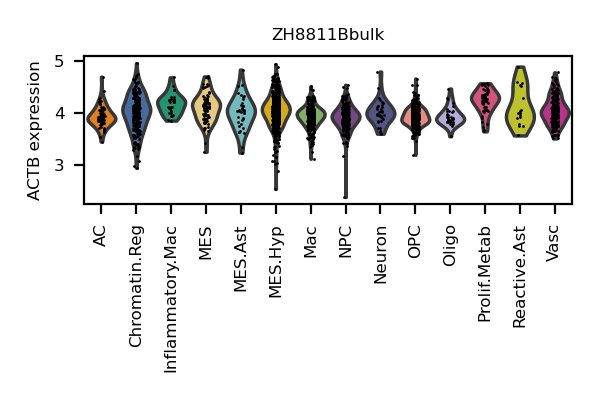 ZH8811Bbulk
ACTB expression
5
4
3
AC
Chromatin.Reg
Inflammatory.Mac
MES
MES.Ast
MES.Hyp
Mac
NPC
Neuron
OPC
Oligo
Prolif.Metab
Reactive.Ast
Vasc